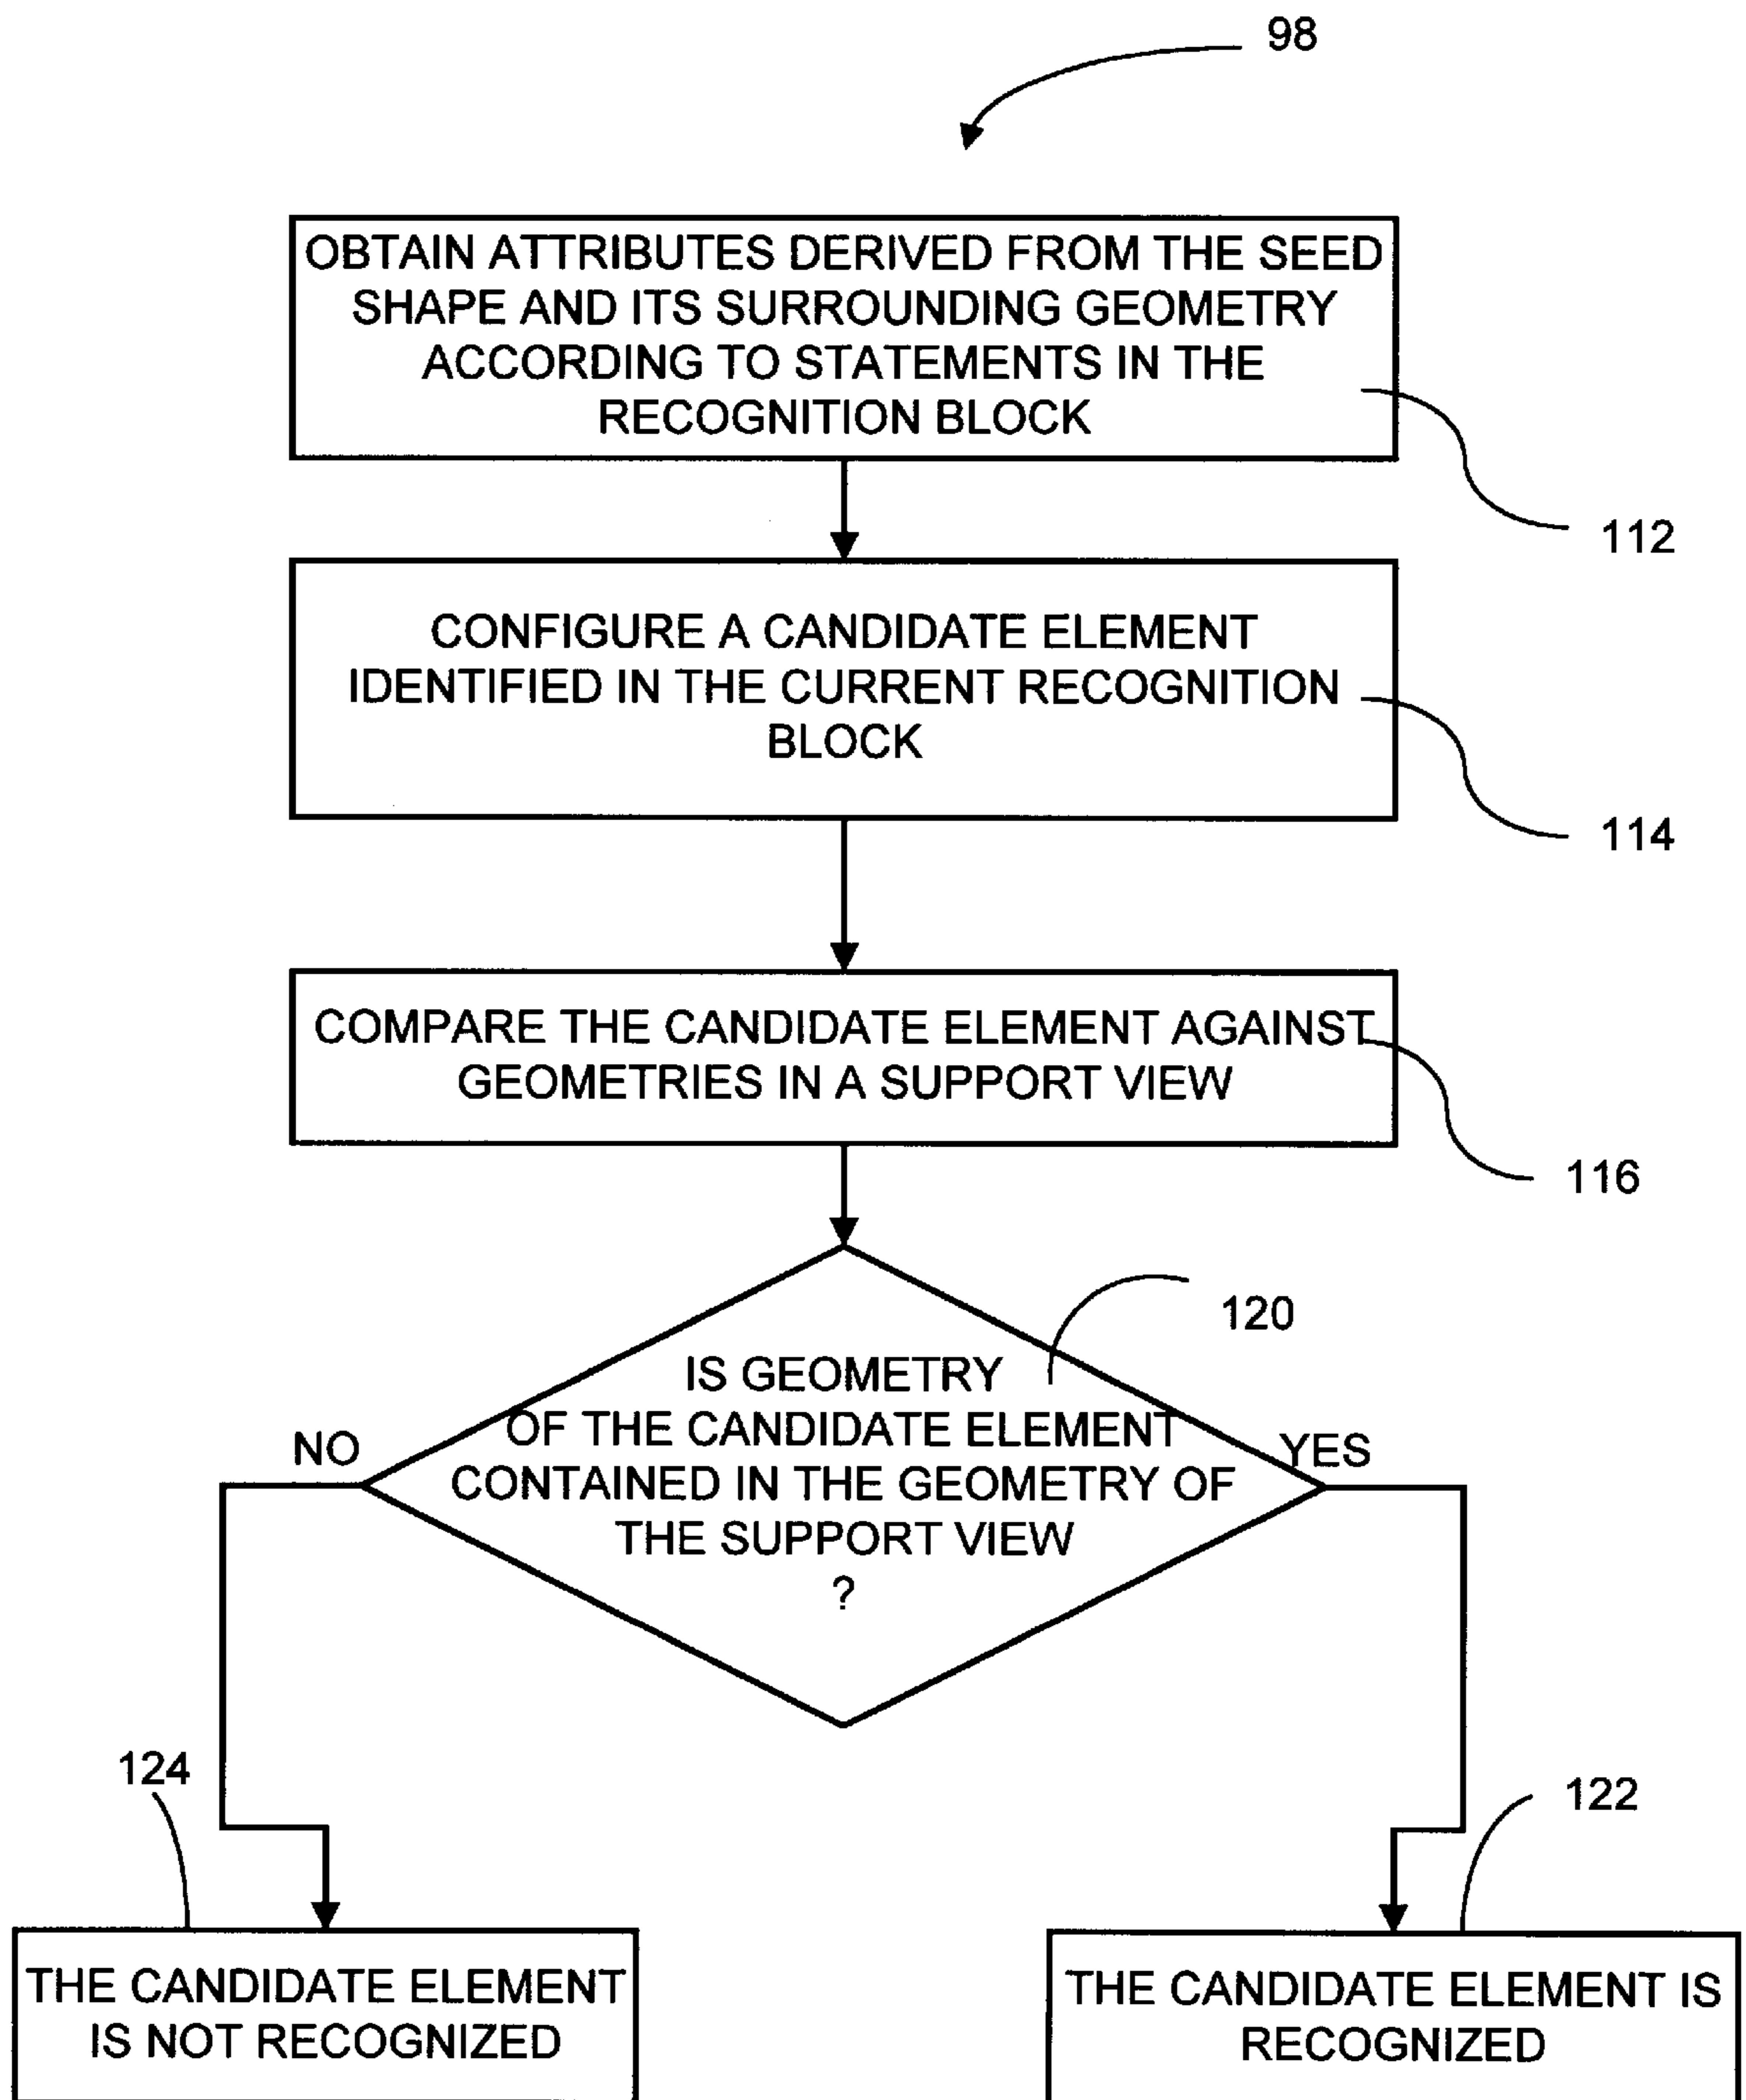 98
OBTAIN ATTRIBUTES DERIVED FROM THE SEED
SHAPE AND ITS SURROUNDING GEOMETRY
ACCORDING TO STATEMENTS IN THE
RECOGNITION BLOCK
112
CONFIGURE A CANDIDATE ELEMENT
IDENTIFIED IN THE CURRENT RECOGNITION
BLOCK
114
COMPARE THE CANDIDATE ELEMENT AGAINST
GEOMETRIES IN A SUPPORT VIEW
116
120
IS GEOMETRY
OF THE CANDIDATE ELEMENT
CONTAINED IN THE GEOMETRY OF
THE SUPPORT VIEW
?
NO
YES
124
122
THE CANDIDATE ELEMENT
IS NOT RECOGNIZED
THE CANDIDATE ELEMENT IS
RECOGNIZED